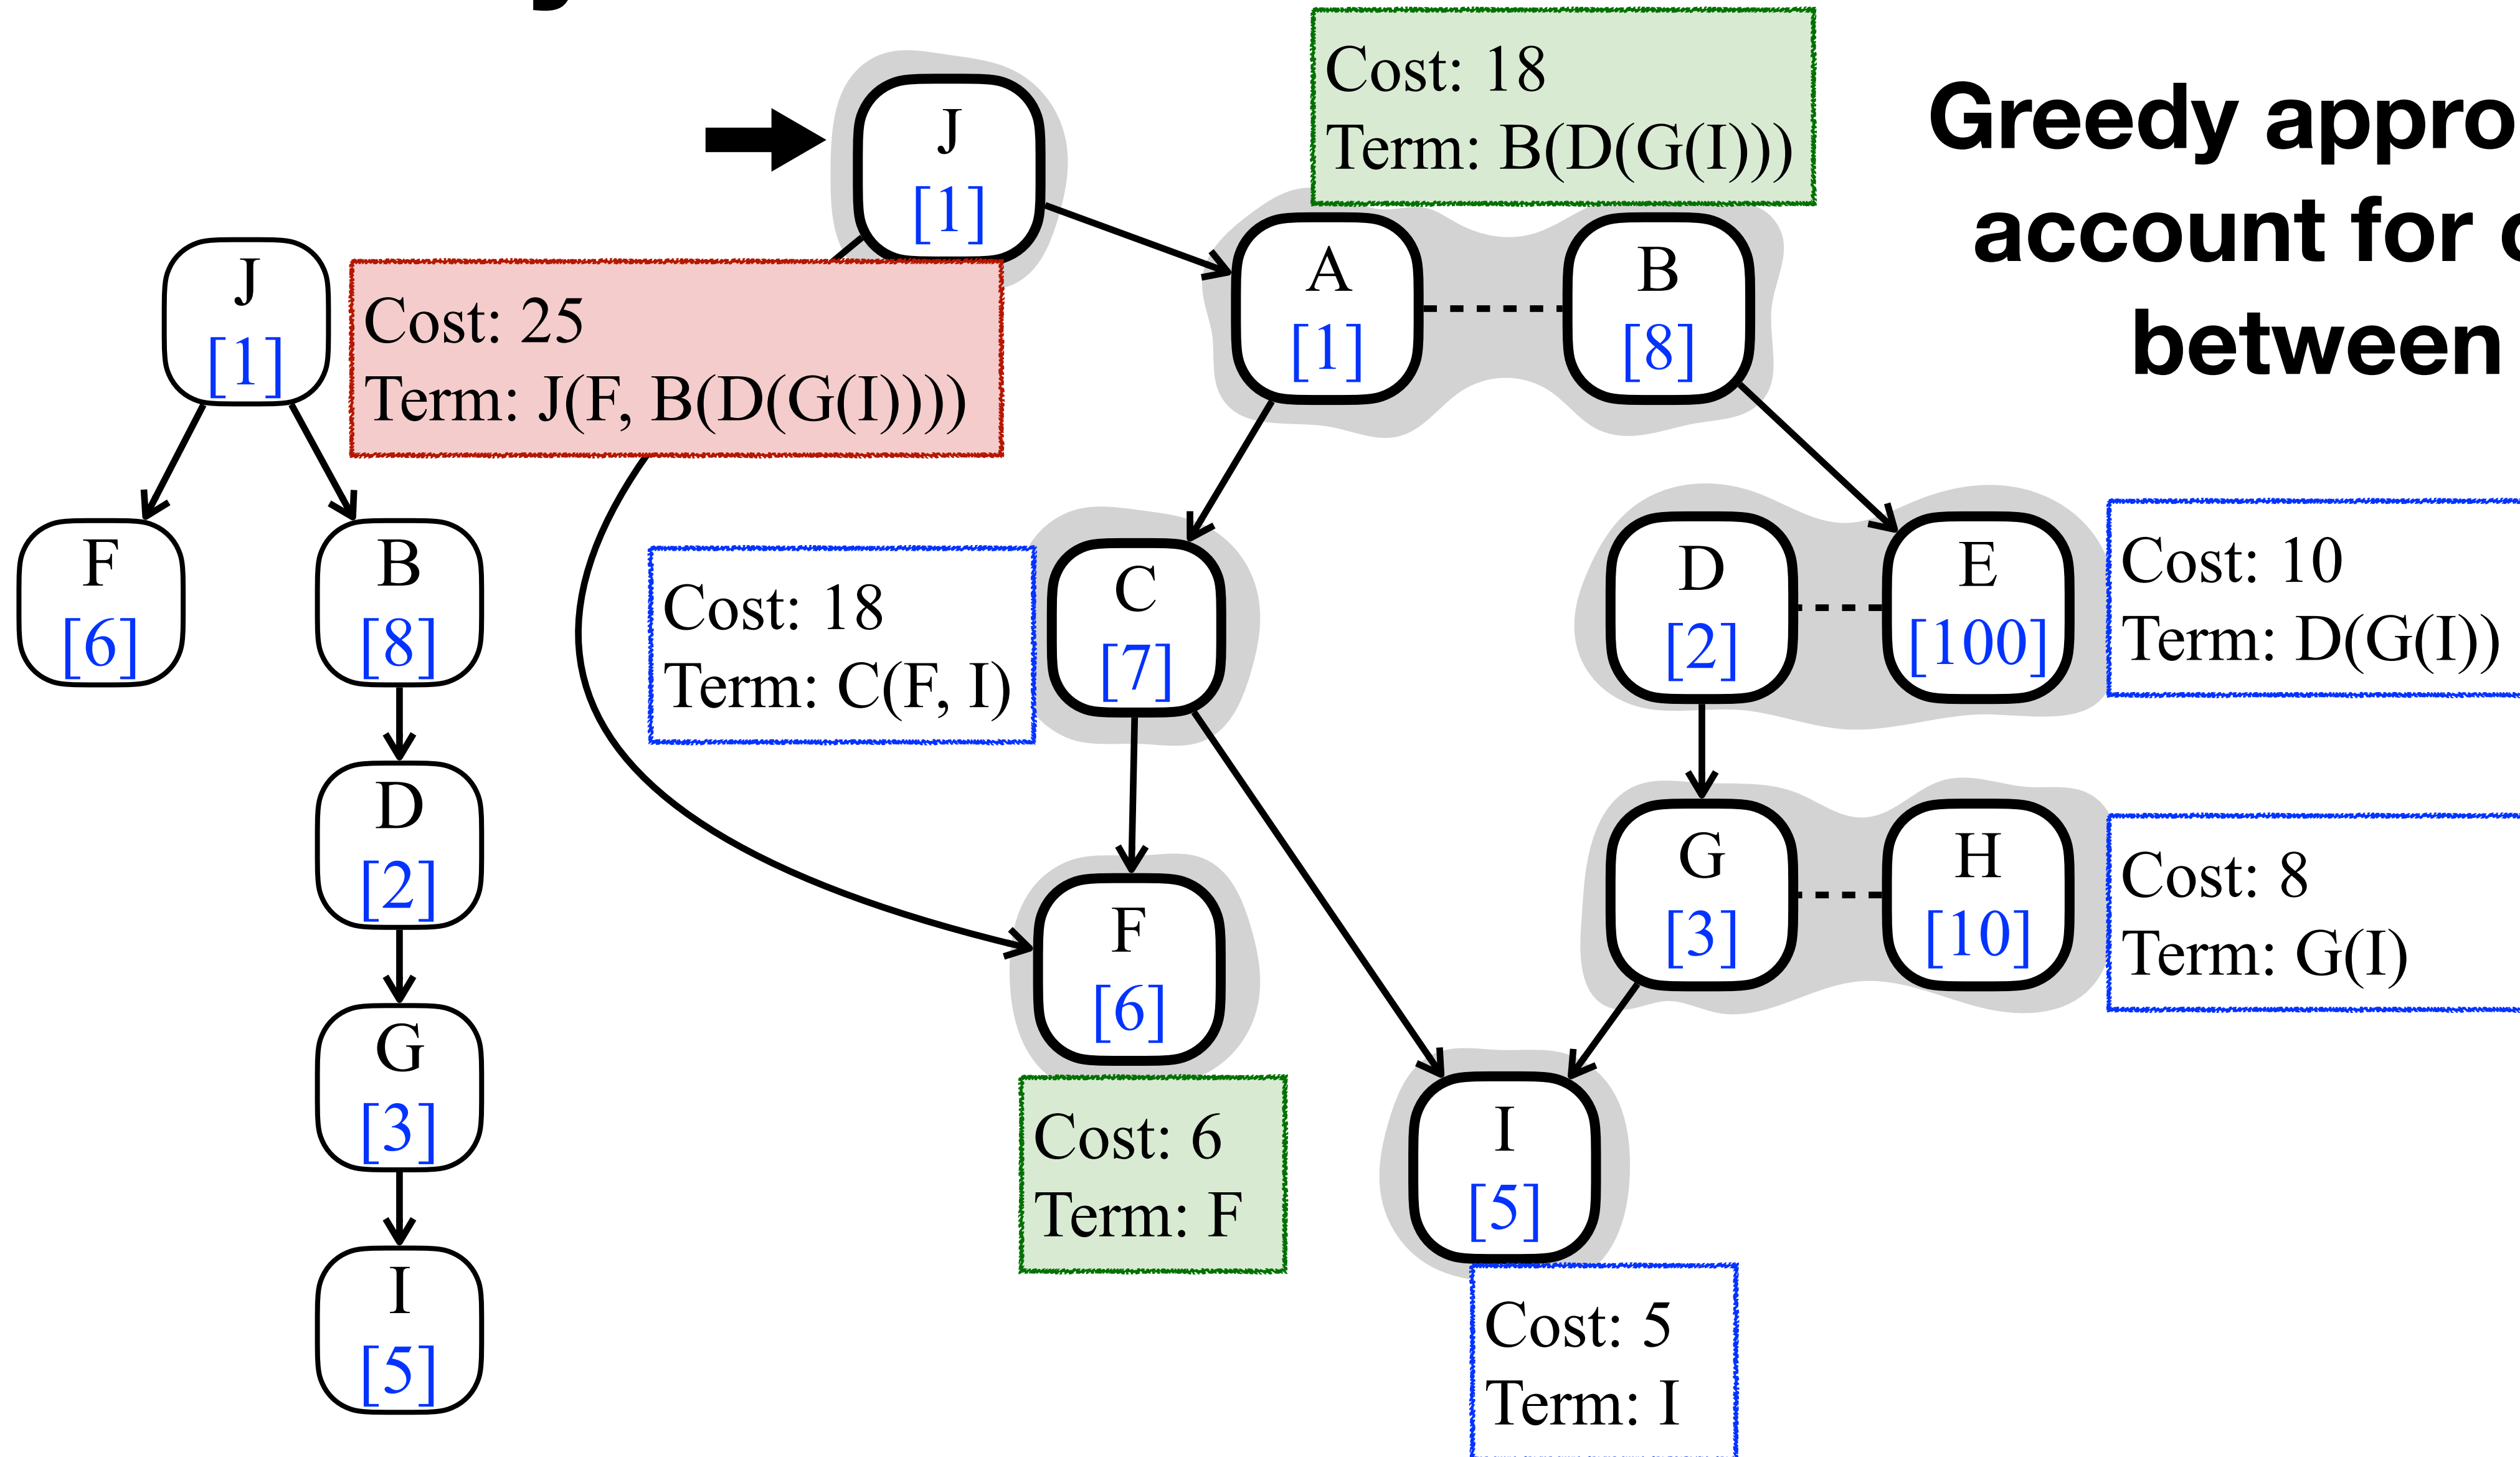 Cost: 18
Term: B(D(G(I)))
Greedy appro
account for
between
J
[1]
A
[1]
B
[8]
J
[1]
Cost: 25
Term: J(F, B(D(G(I))))
F
[6]
B
[8]
Cost: 18
Term: C(F, I)
C
[7]
D
[2]
E
[100]
Cost: 10
Term: D(G(I))
D
[2]
G
[3]
H
[10]
Cost: 8
Term: G(I)
F
[6]
G
[3]
Cost: 6
Term: F
I
[5]
I
[5]
Cost: 5
Term: I